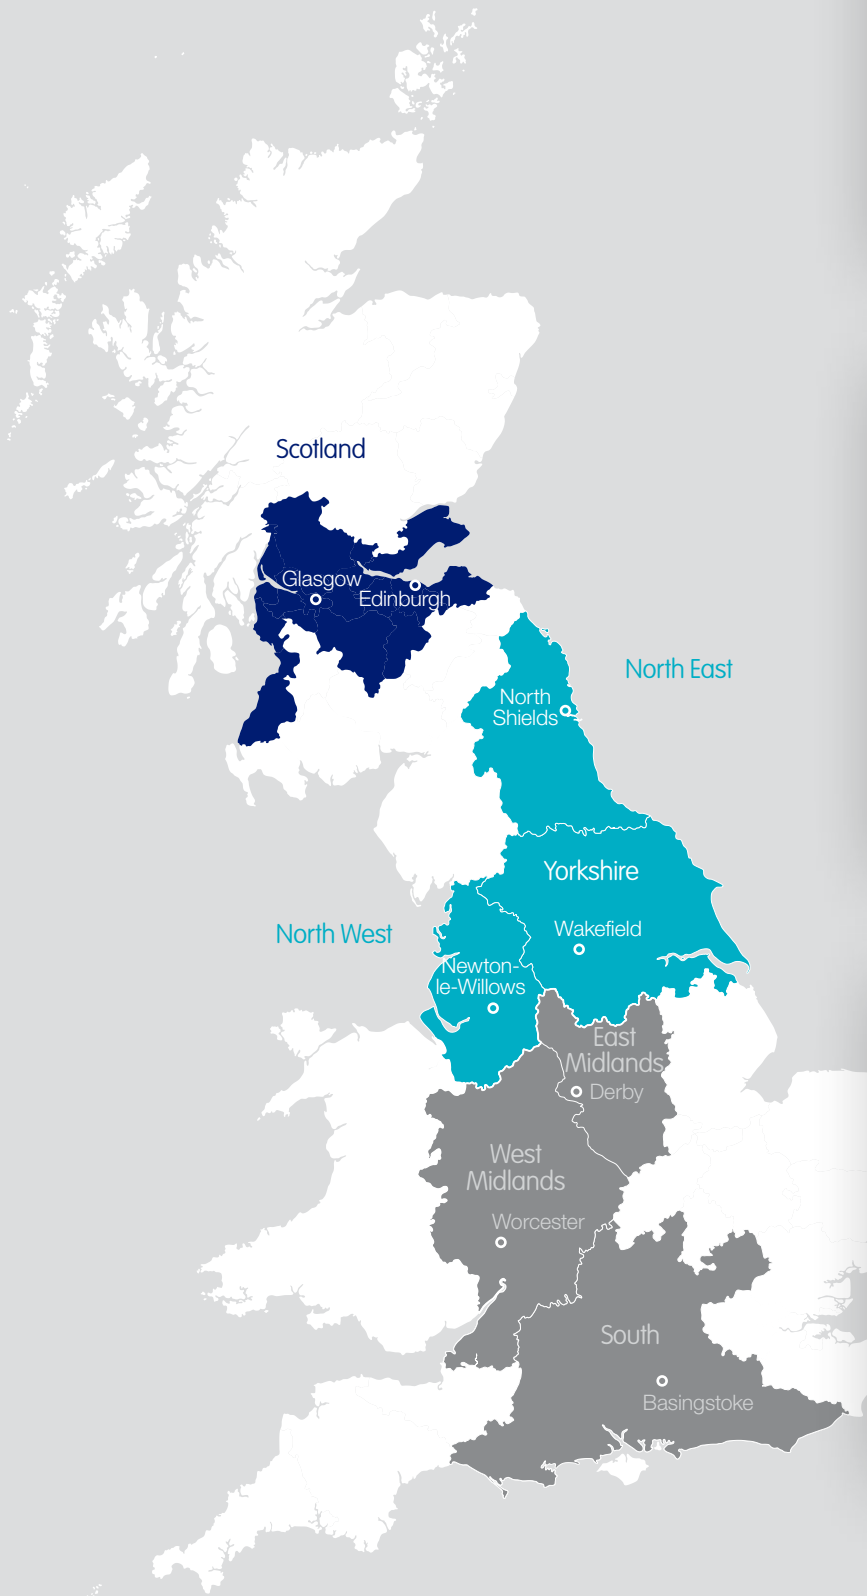 Scotland
Glasgow
Edinburgh
North East
North
Shields
Yorkshire
Wakefield
North West
Newton-
le-Willows
East
Midlands
Derby
West
Midlands
Worcester
South
Basingstoke